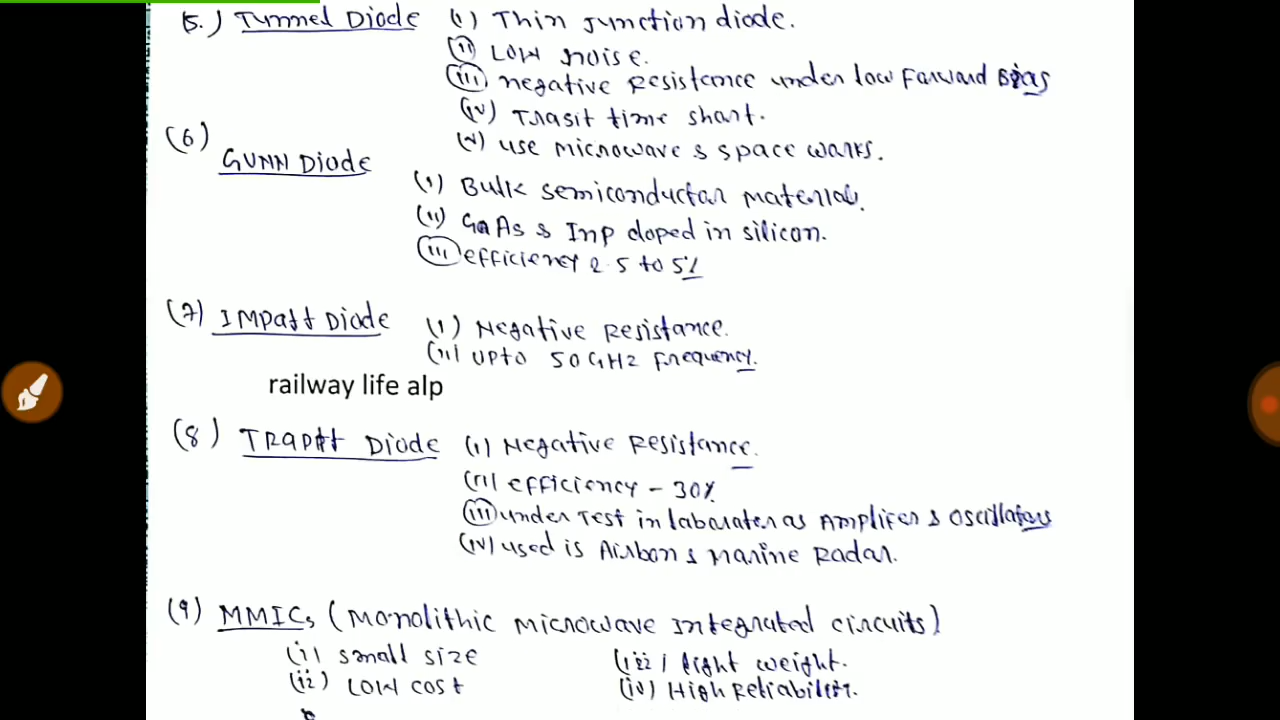 5.) Tunnel Diode (i) Thin Junction diode.
(ii) Low noise.
(iii) negative Resistance under low Forward Bias
(iv) Trasit time short.
(v) use microwave & space works.
(6) GUNN Diode
(i) Bulk semiconductor material.
(ii) GaAs & Inp doped in silicon.
(iii) efficiency 2.5 to 5%
(7) IMPATT Diode (i) Negative Resistance.
(ii) upto 50 GHz frequency.
railway life alp
(8) TRAPATT Diode (i) Negative Resistance.
(ii) efficiency - 30%
(iii) under Test in laborater as Amplifer & oscillators
(iv) used is Airbon & Marine Radar.
(9) MMICs (Monolithic microwave Integrated circuits)
(i) small size (iii) light weight.
(ii) Low cost (iv) High Reliability.